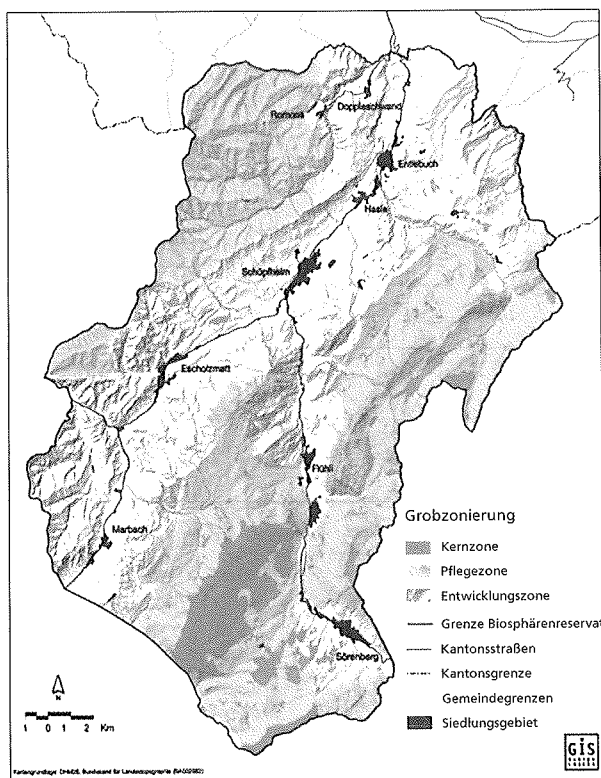 Romoos
Doppleschwand
Entlebuch
Hasle
Schüpfheim
Escholzmatt
Flühli
Marbach
Sörenberg
Grobzonierung
Kernzone
Pflegezone
Entwicklungszone
Grenze Biosphärenreservat
Kantonsstraßen
Kantonsgrenze
Gemeindegrenzen
Siedlungsgebiet
N
1 0 1 2 Km
GIS